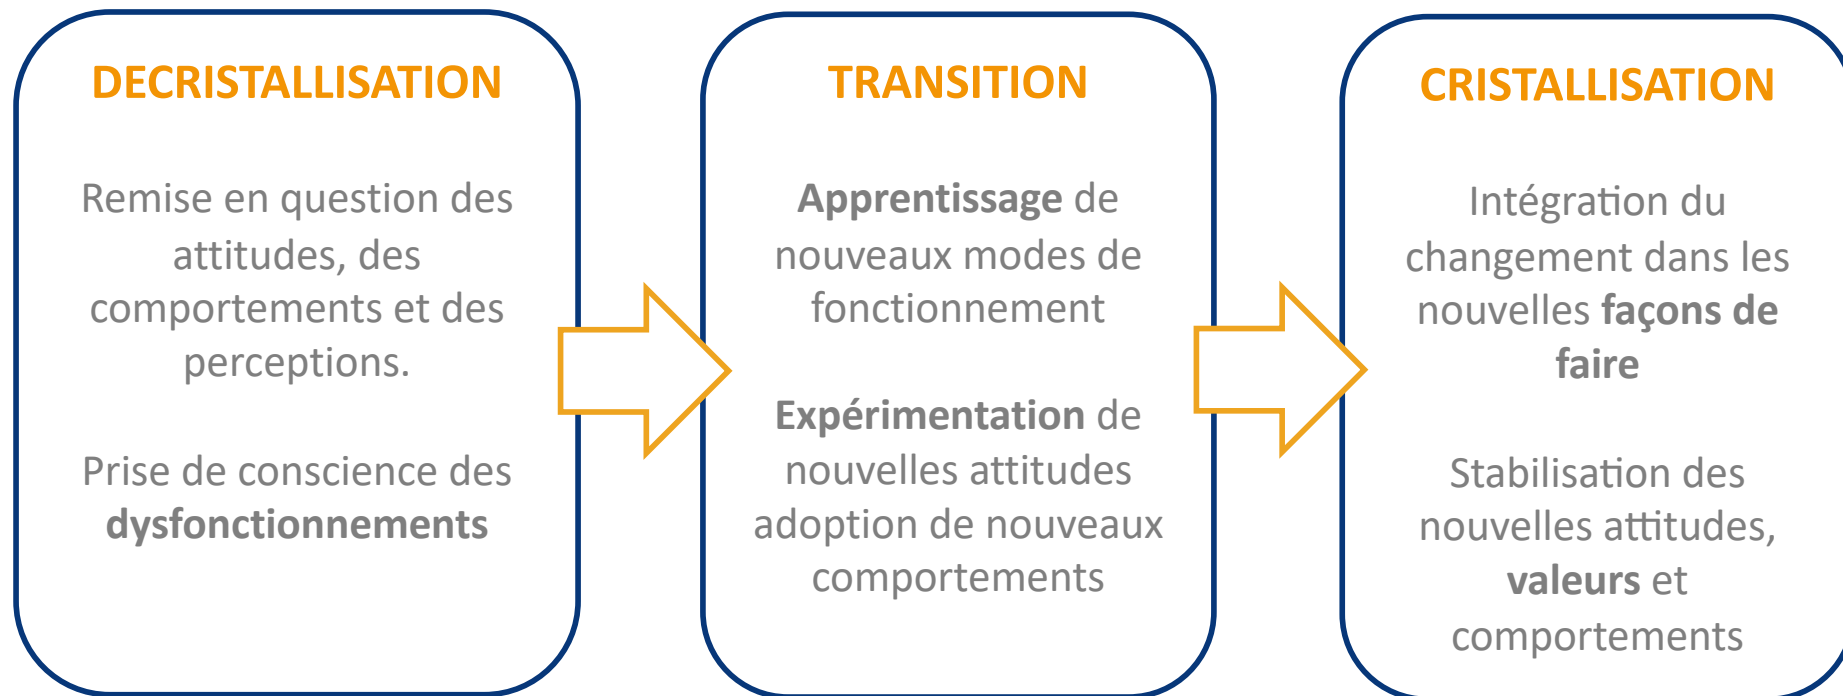 DECRISTALLISATION
Remise en question des
attitudes, des
comportements et des
perceptions.
Prise de conscience des
dysfonctionnements
TRANSITION
Apprentissage de
nouveaux modes de
fonctionnement
Expérimentation de
nouvelles attitudes
adoption de nouveaux
comportements
CRISTALLISATION
Intégration du
changement dans les
nouvelles façons de
faire
Stabilisation des
nouvelles attitudes,
valeurs et
comportements